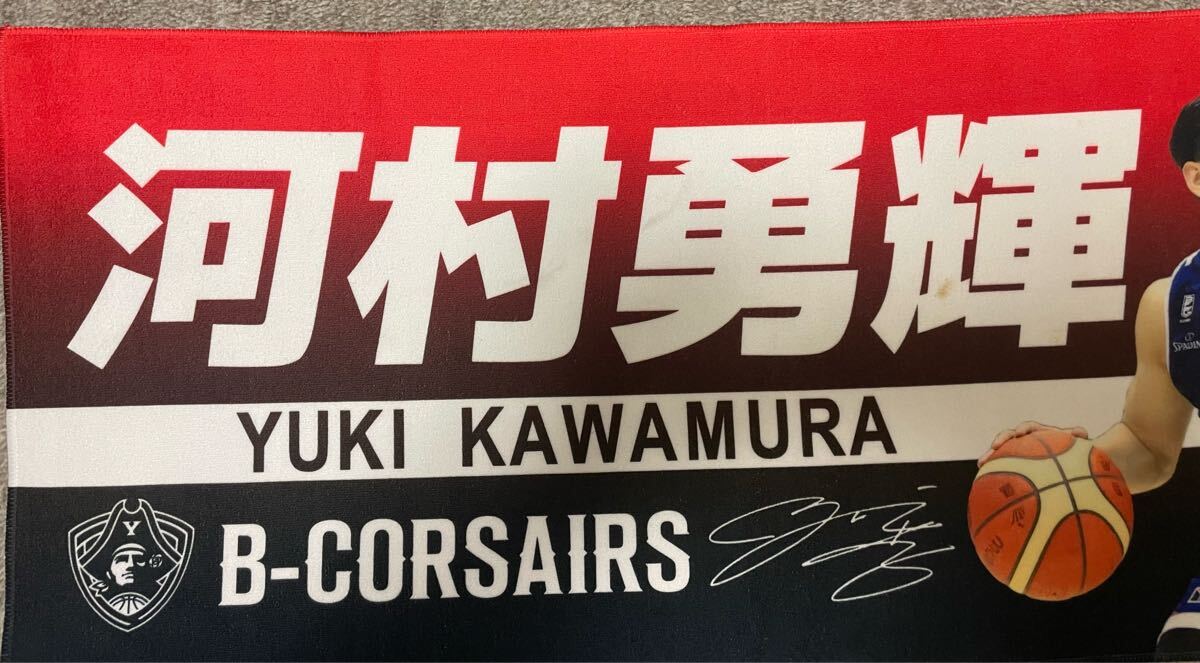 河村勇輝
YUKI KAWAMURA
Y
B-CORSAIRS